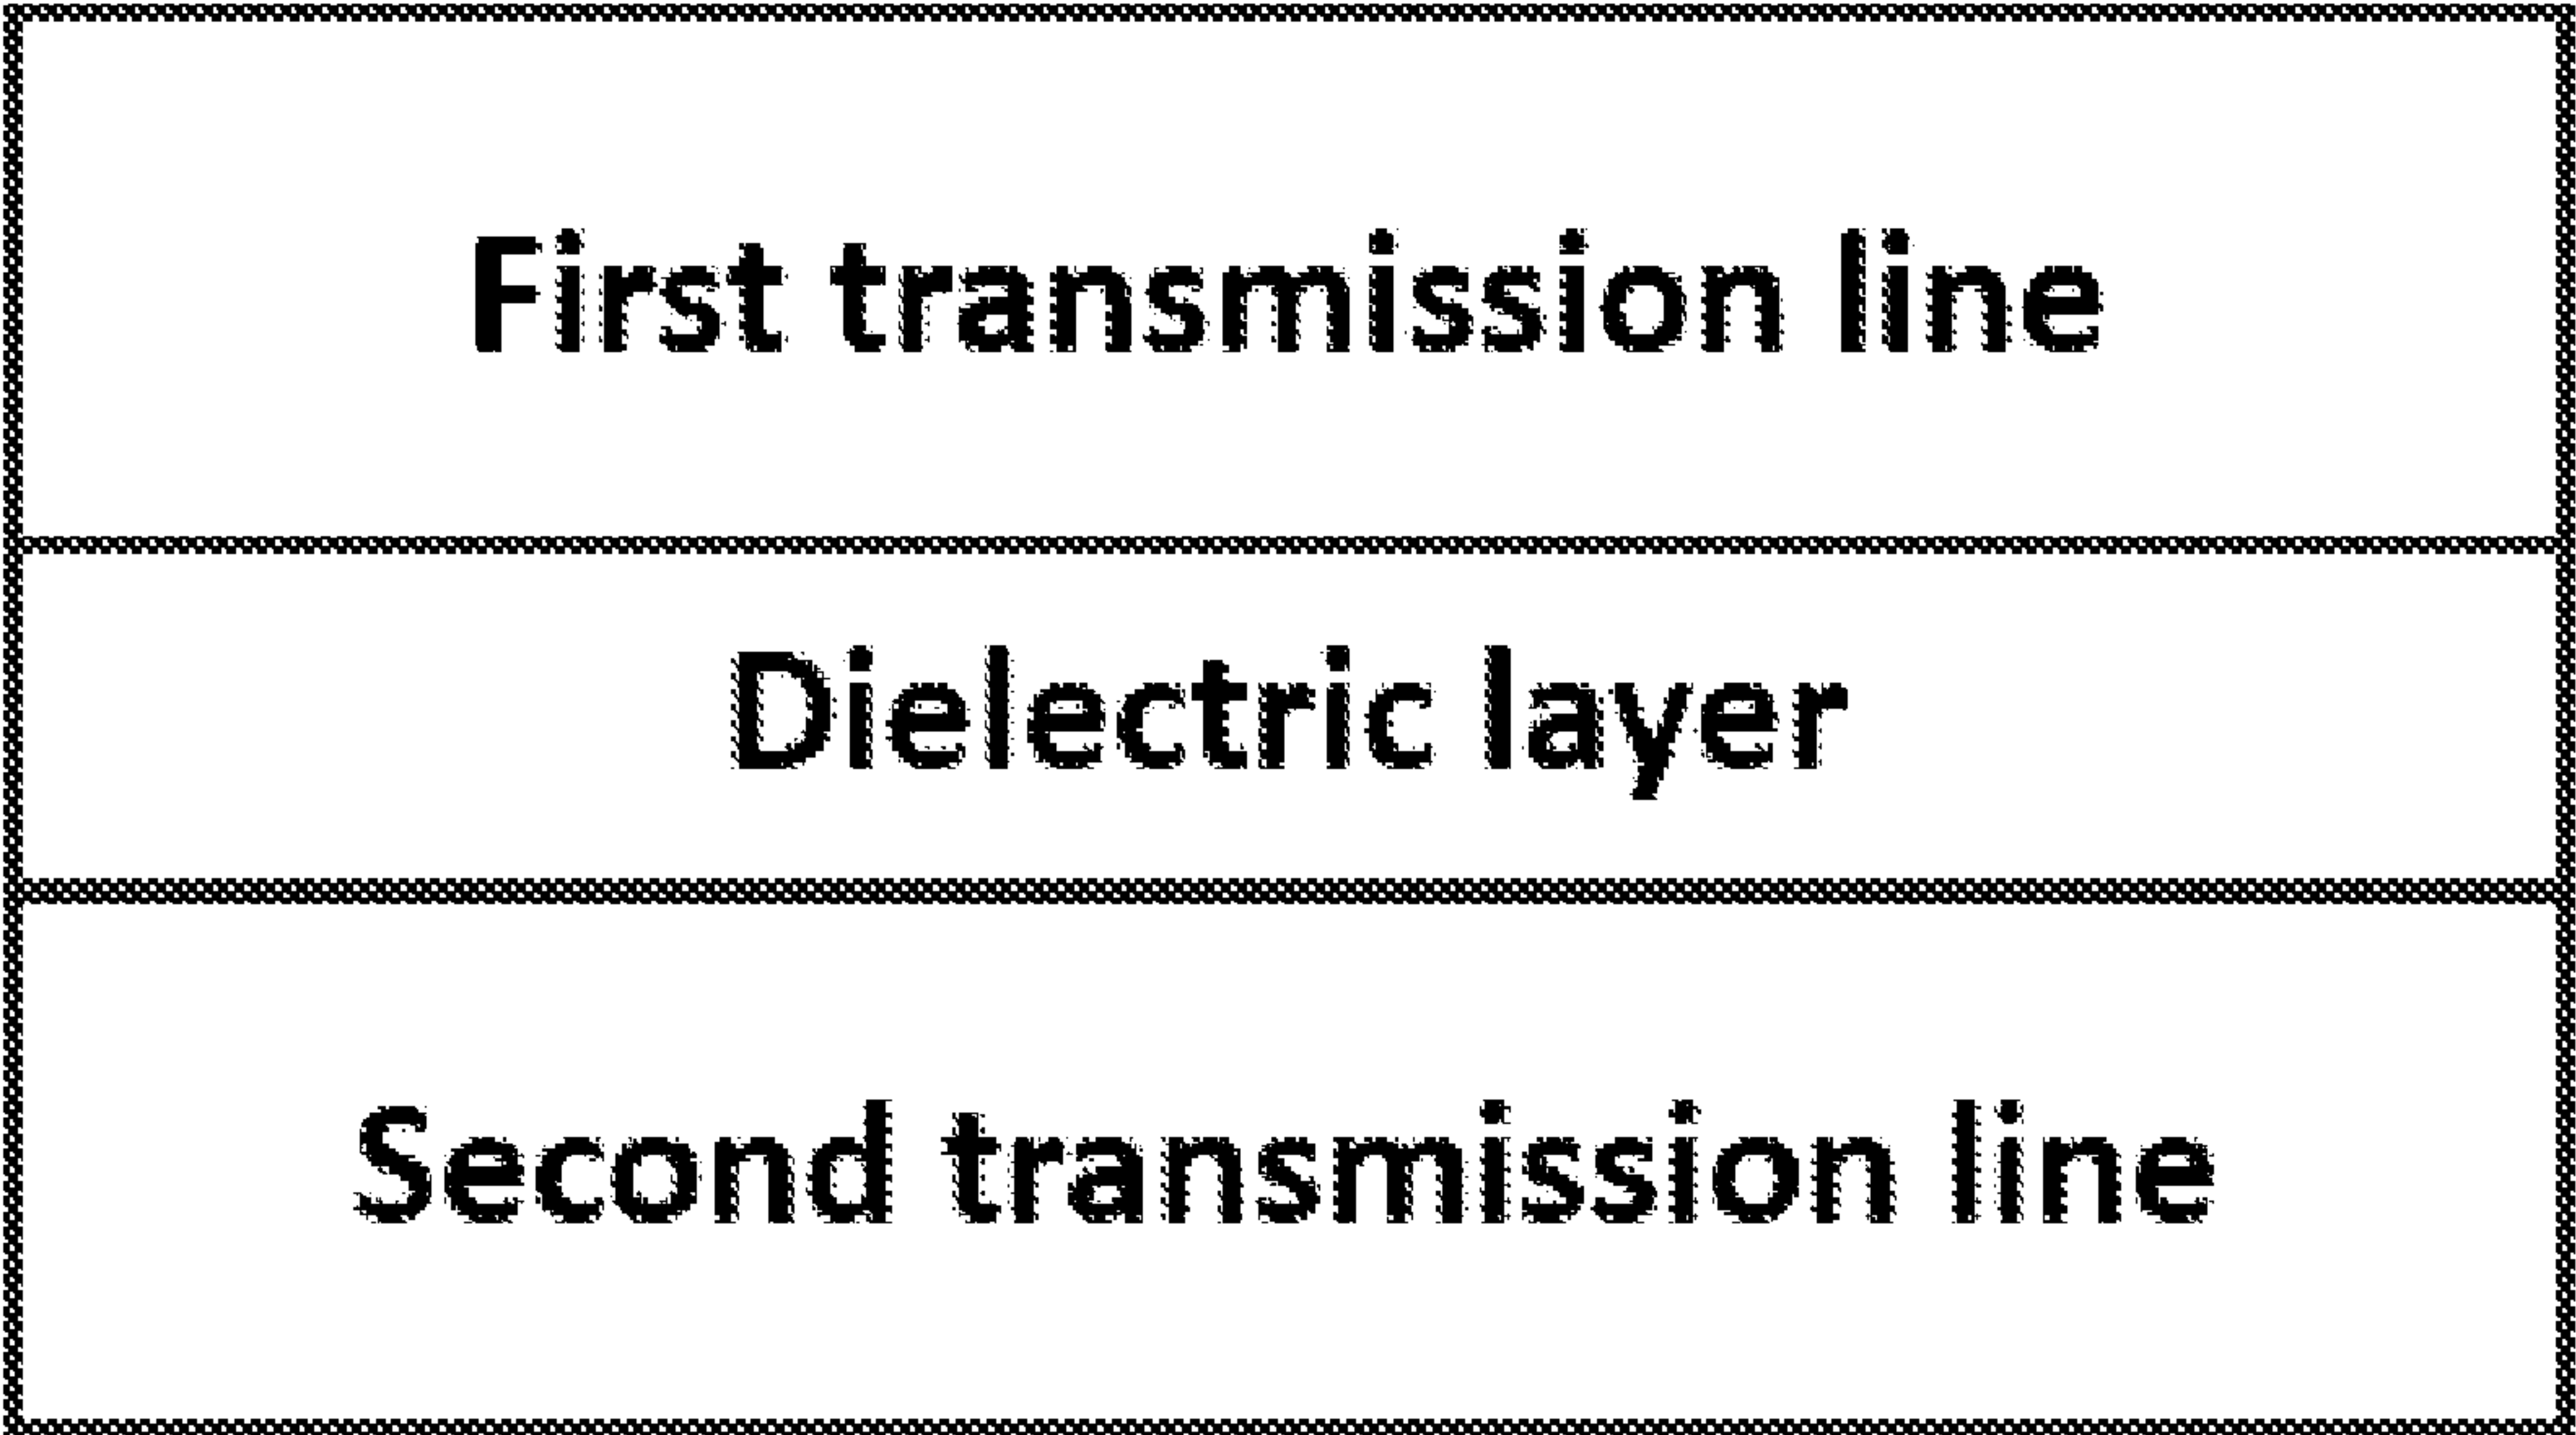 First transmission line
Dielectric layer
Second transmission line